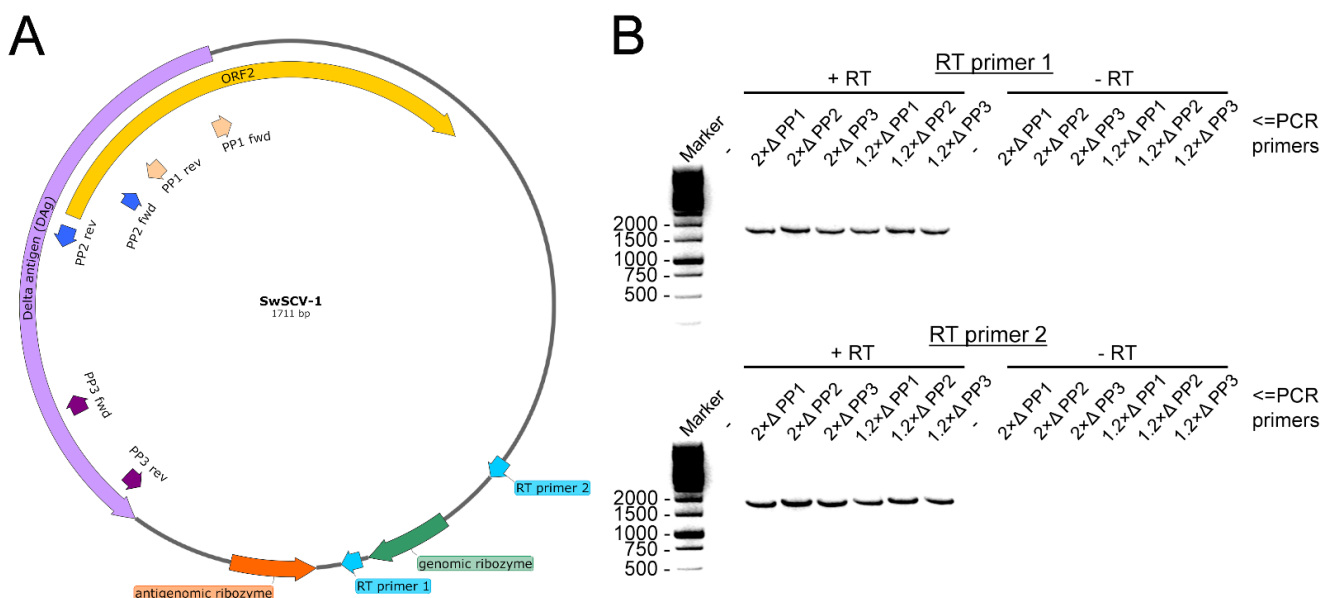 A
ORF2
PP1 fwd
PP1 rev
PP2 fwd
PP2 rev
Delta antigen (DAg)
SwSCV-1
1711 bp
PP3 fwd
PP3 rev
RT primer 2
genomic ribozyme
RT primer 1
antigenomic ribozyme
B
RT primer 1
+ RT
- RT
Marker - 2×Δ PP1 2×Δ PP2 2×Δ PP3 1.2×Δ PP1 1.2×Δ PP2 1.2×Δ PP3 - 2×Δ PP1 2×Δ PP2 2×Δ PP3 1.2×Δ PP1 1.2×Δ PP2 1.2×Δ PP3
<=PCR
primers
2000 -
1500 -
1000 -
750 -
500 -
RT primer 2
+ RT
- RT
Marker - 2×Δ PP1 2×Δ PP2 2×Δ PP3 1.2×Δ PP1 1.2×Δ PP2 1.2×Δ PP3 - 2×Δ PP1 2×Δ PP2 2×Δ PP3 1.2×Δ PP1 1.2×Δ PP2 1.2×Δ PP3
<=PCR
primers
2000 -
1500 -
1000 -
750 -
500 -